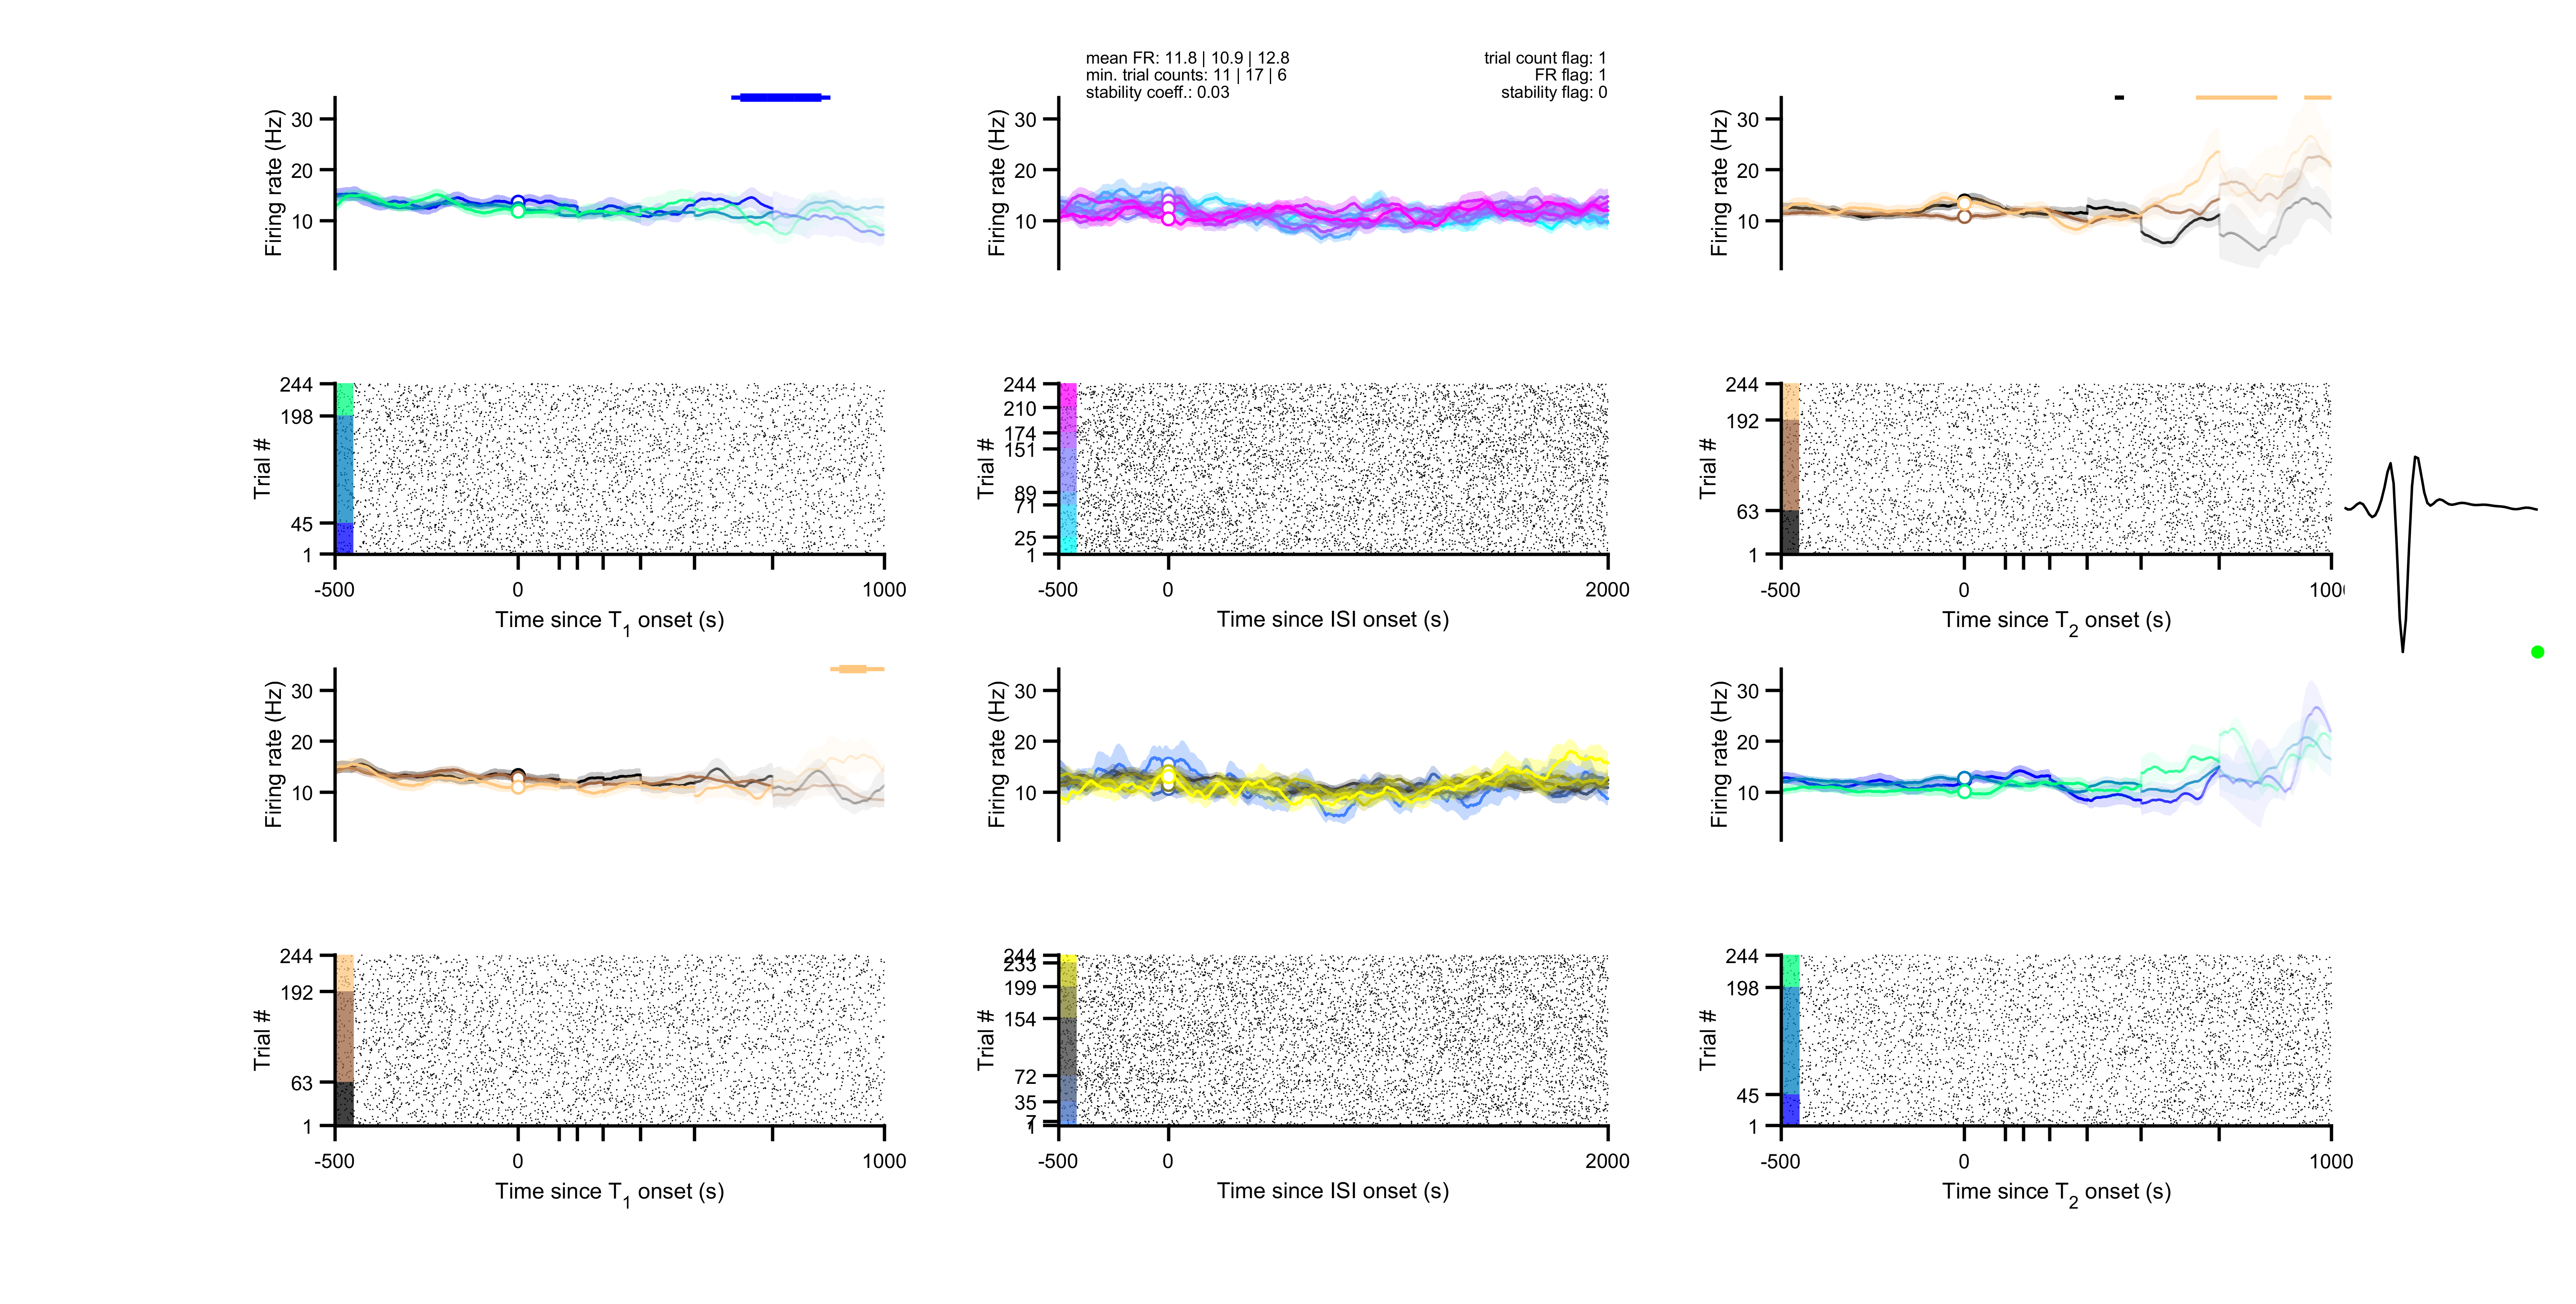 mean FR: 11.8 | 10.9 | 12.8
min. trial counts: 11 | 17 | 6
stability coeff.: 0.03
trial count flag: 1
FR flag: 1
stability flag: 0
Firing rate (Hz)
30
20
10
Firing rate (Hz)
30
20
10
Firing rate (Hz)
30
20
10
Trial #
244
198
45
1
-500
0
1000
Time since T1 onset (s)
Trial #
244
210
174
151
89
71
25
1
-500
0
2000
Time since ISI onset (s)
Trial #
244
192
63
1
-500
0
1000
Time since T2 onset (s)
Firing rate (Hz)
30
20
10
Firing rate (Hz)
30
20
10
Firing rate (Hz)
30
20
10
Trial #
244
192
63
1
-500
0
1000
Time since T1 onset (s)
Trial #
244
233
199
154
72
35
7
1
-500
0
2000
Time since ISI onset (s)
Trial #
244
198
45
1
-500
0
1000
Time since T2 onset (s)